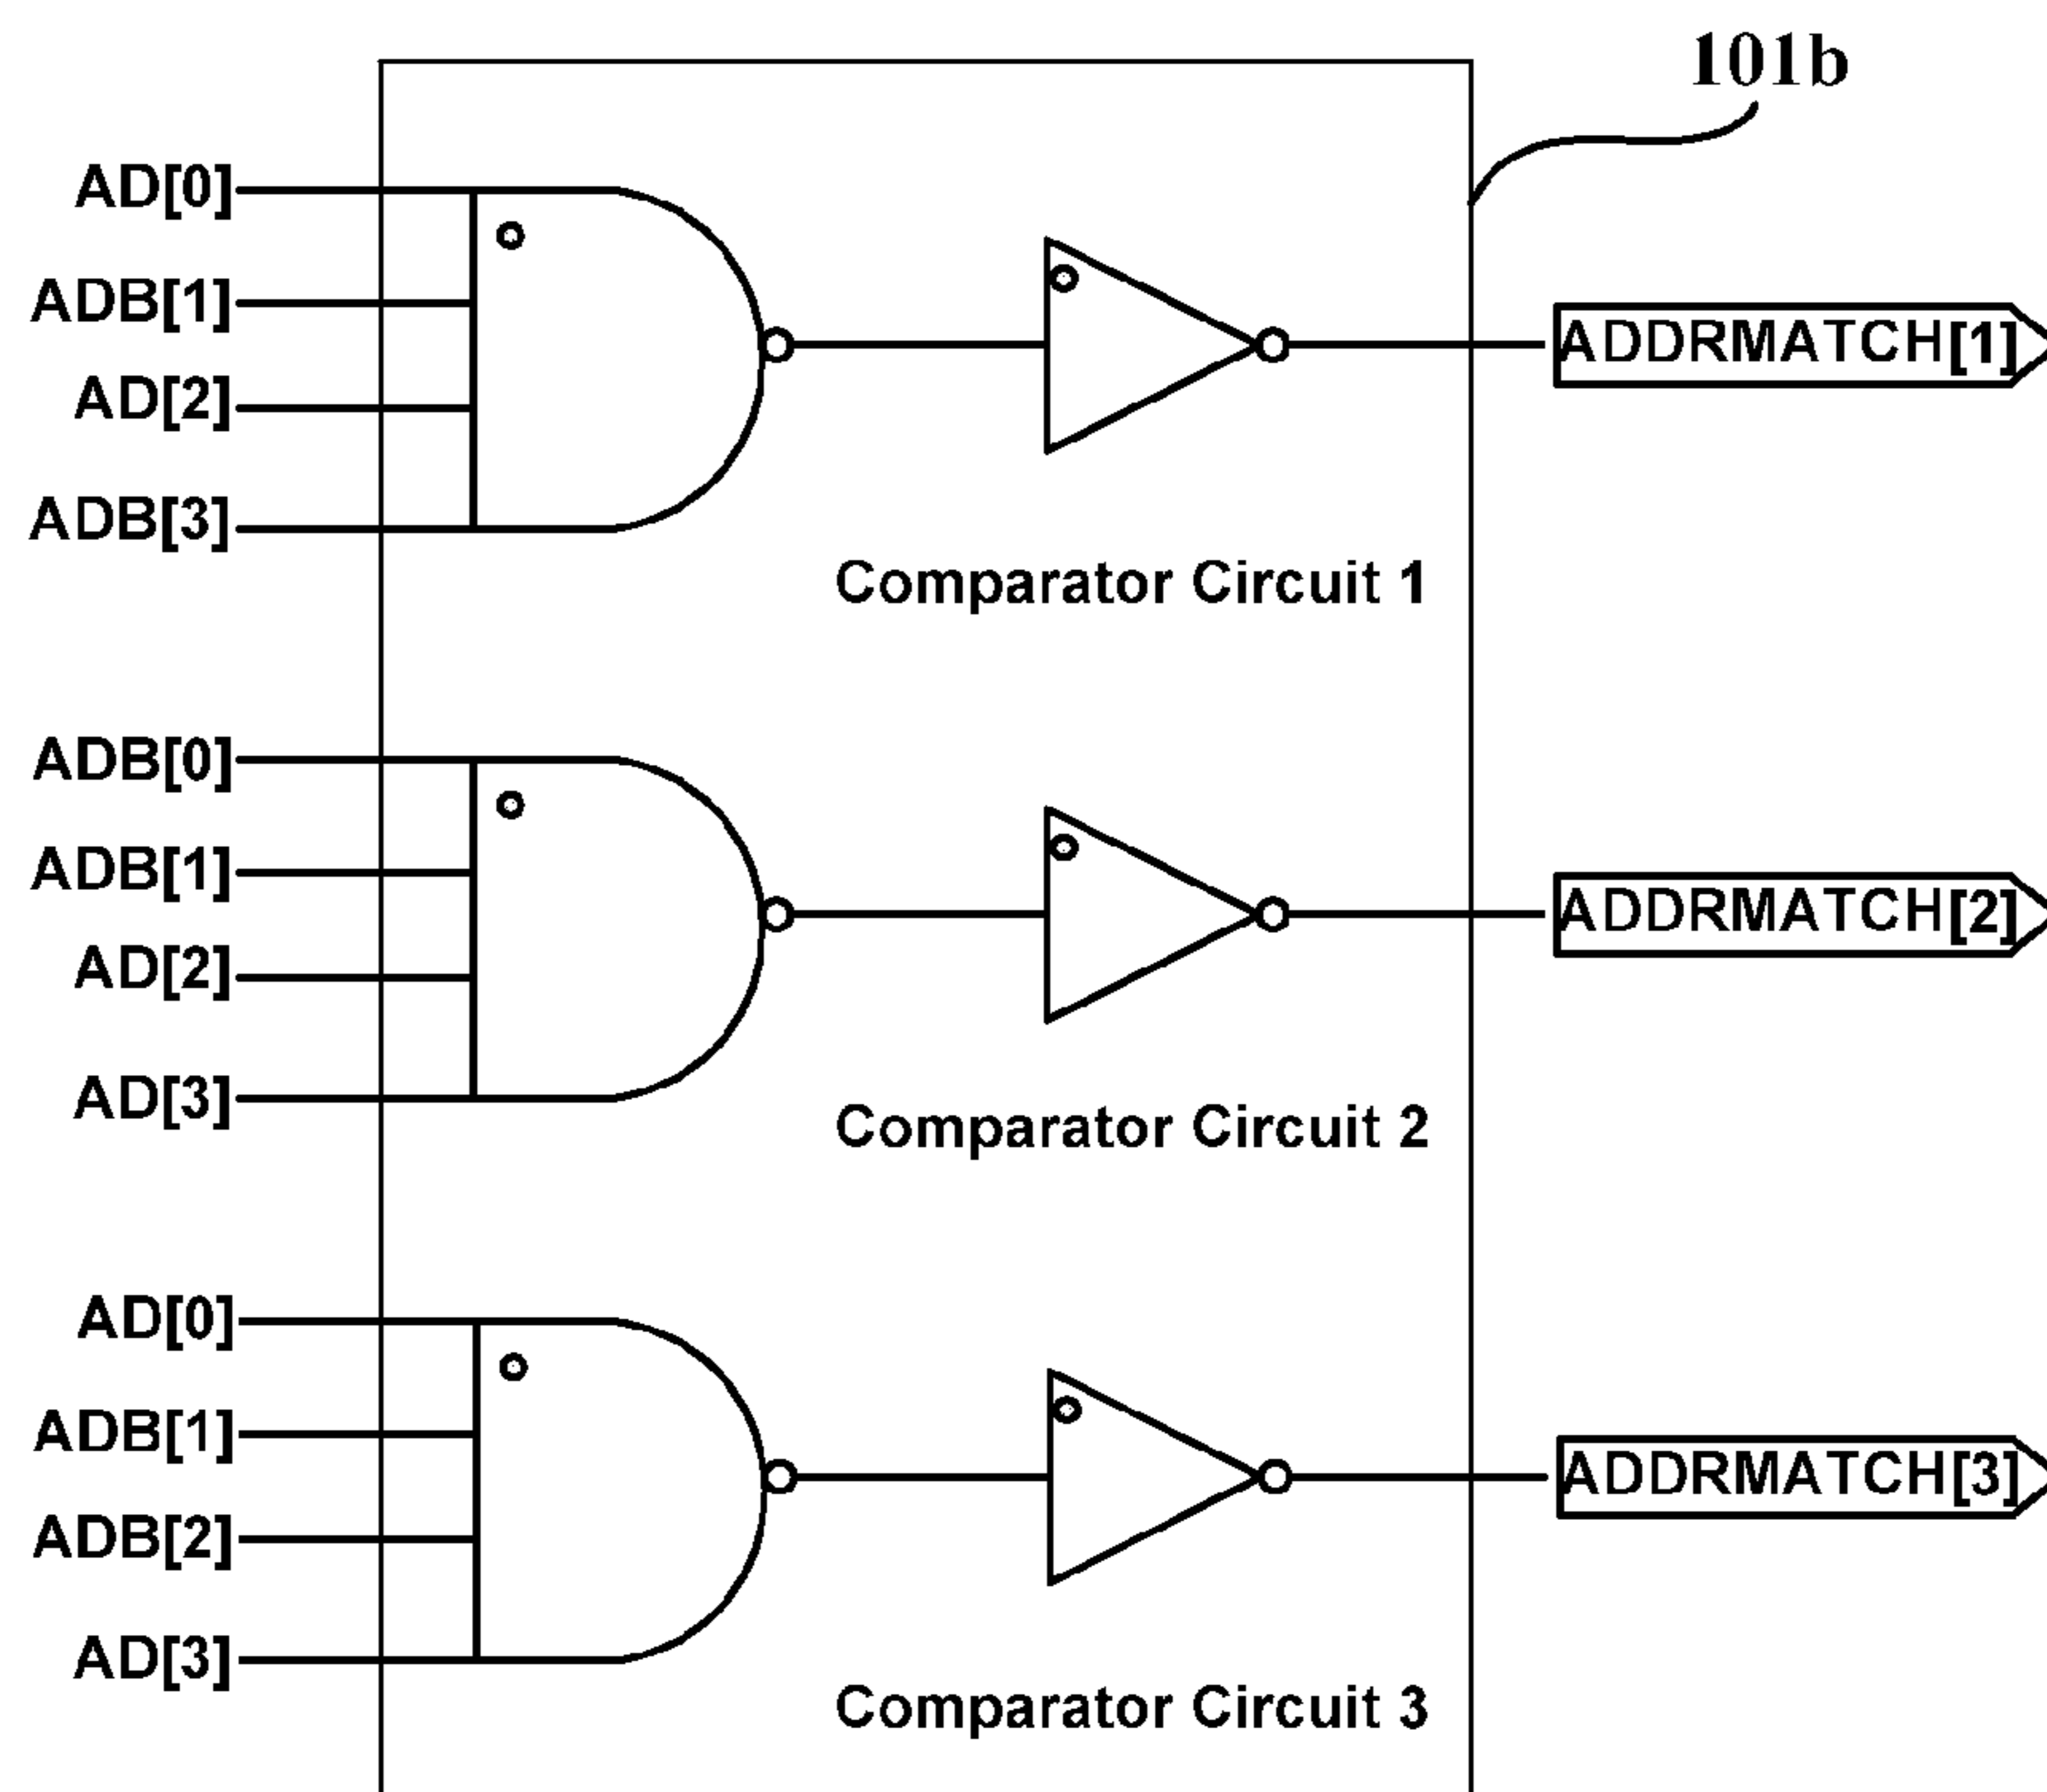 101b
AD[0]
ADB[1]
AD[2]
ADB[3]
ADDRMATCH[1]
Comparator Circuit 1
ADB[0]
ADB[1]
AD[2]
AD[3]
ADDRMATCH[2]
Comparator Circuit 2
AD[0]
ADB[1]
ADB[2]
AD[3]
ADDRMATCH[3]
Comparator Circuit 3